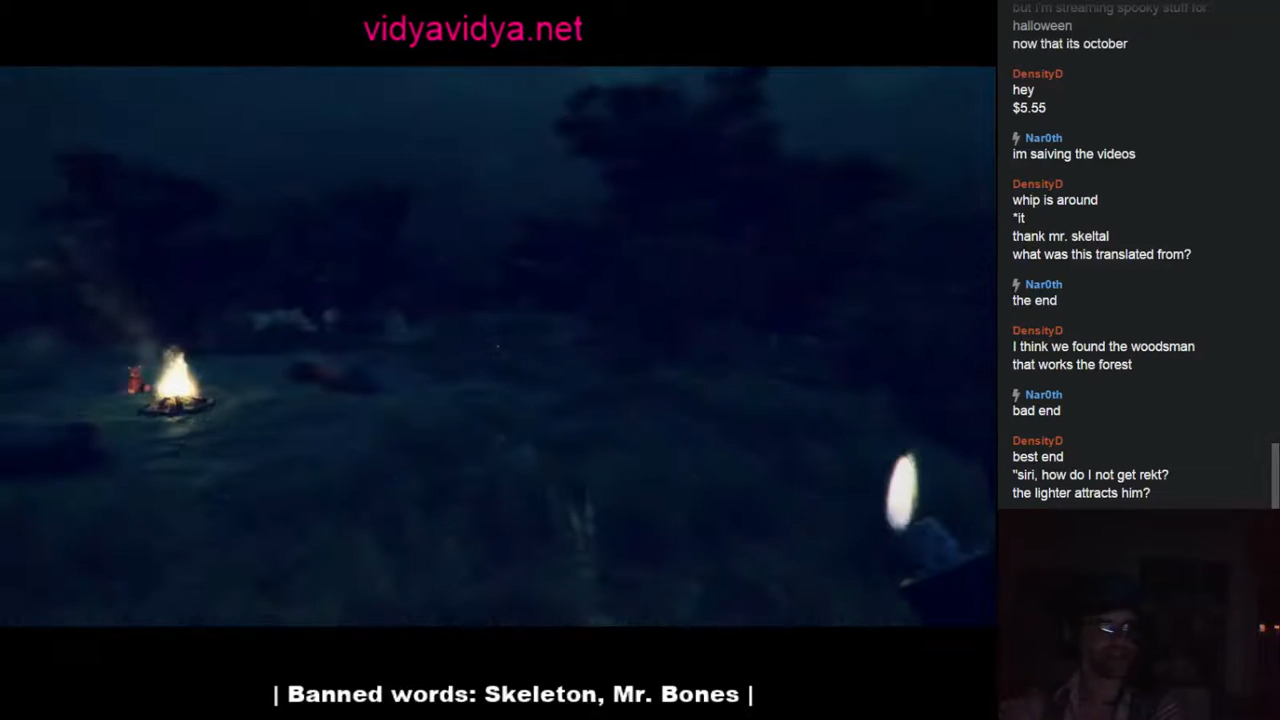 vidyavidya.net
but i'm streaming spooky stuff for
halloween
now that its october
DensityD
hey
$5.55
Nar0th
im saiving the videos
DensityD
whip is around
*it
thank mr. skeltal
what was this translated from?
Nar0th
the end
DensityD
I think we found the woodsman
that works the forest
Nar0th
bad end
DensityD
best end
"siri, how do I not get rekt?
the lighter attracts him?
| Banned words: Skeleton, Mr. Bones |